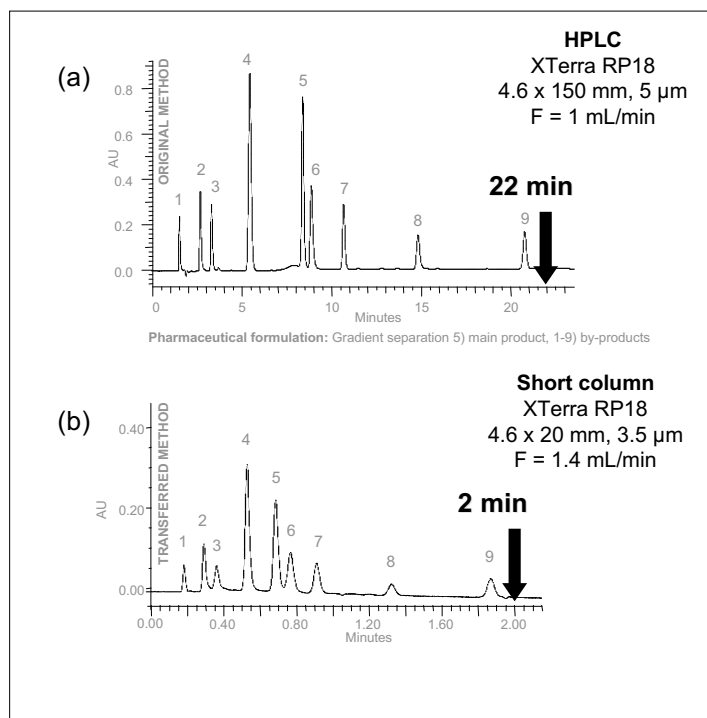 (a)
HPLC
XTerra RP18
4.6 x 150 mm, 5 µm
F = 1 mL/min
22 min
ORIGINAL METHOD
AU
0.8
0.6
0.4
0.2
0.0
1
2
3
4
5
6
7
8
9
0 5 10 15 20
Minutes
Pharmaceutical formulation: Gradient separation 5) main product, 1-9) by-products
(b)
Short column
XTerra RP18
4.6 x 20 mm, 3.5 µm
F = 1.4 mL/min
2 min
TRANSFERRED METHOD
AU
0.40
0.20
0.00
1
2
3
4
5
6
7
8
9
0.00 0.40 0.80 1.20 1.60 2.00
Minutes